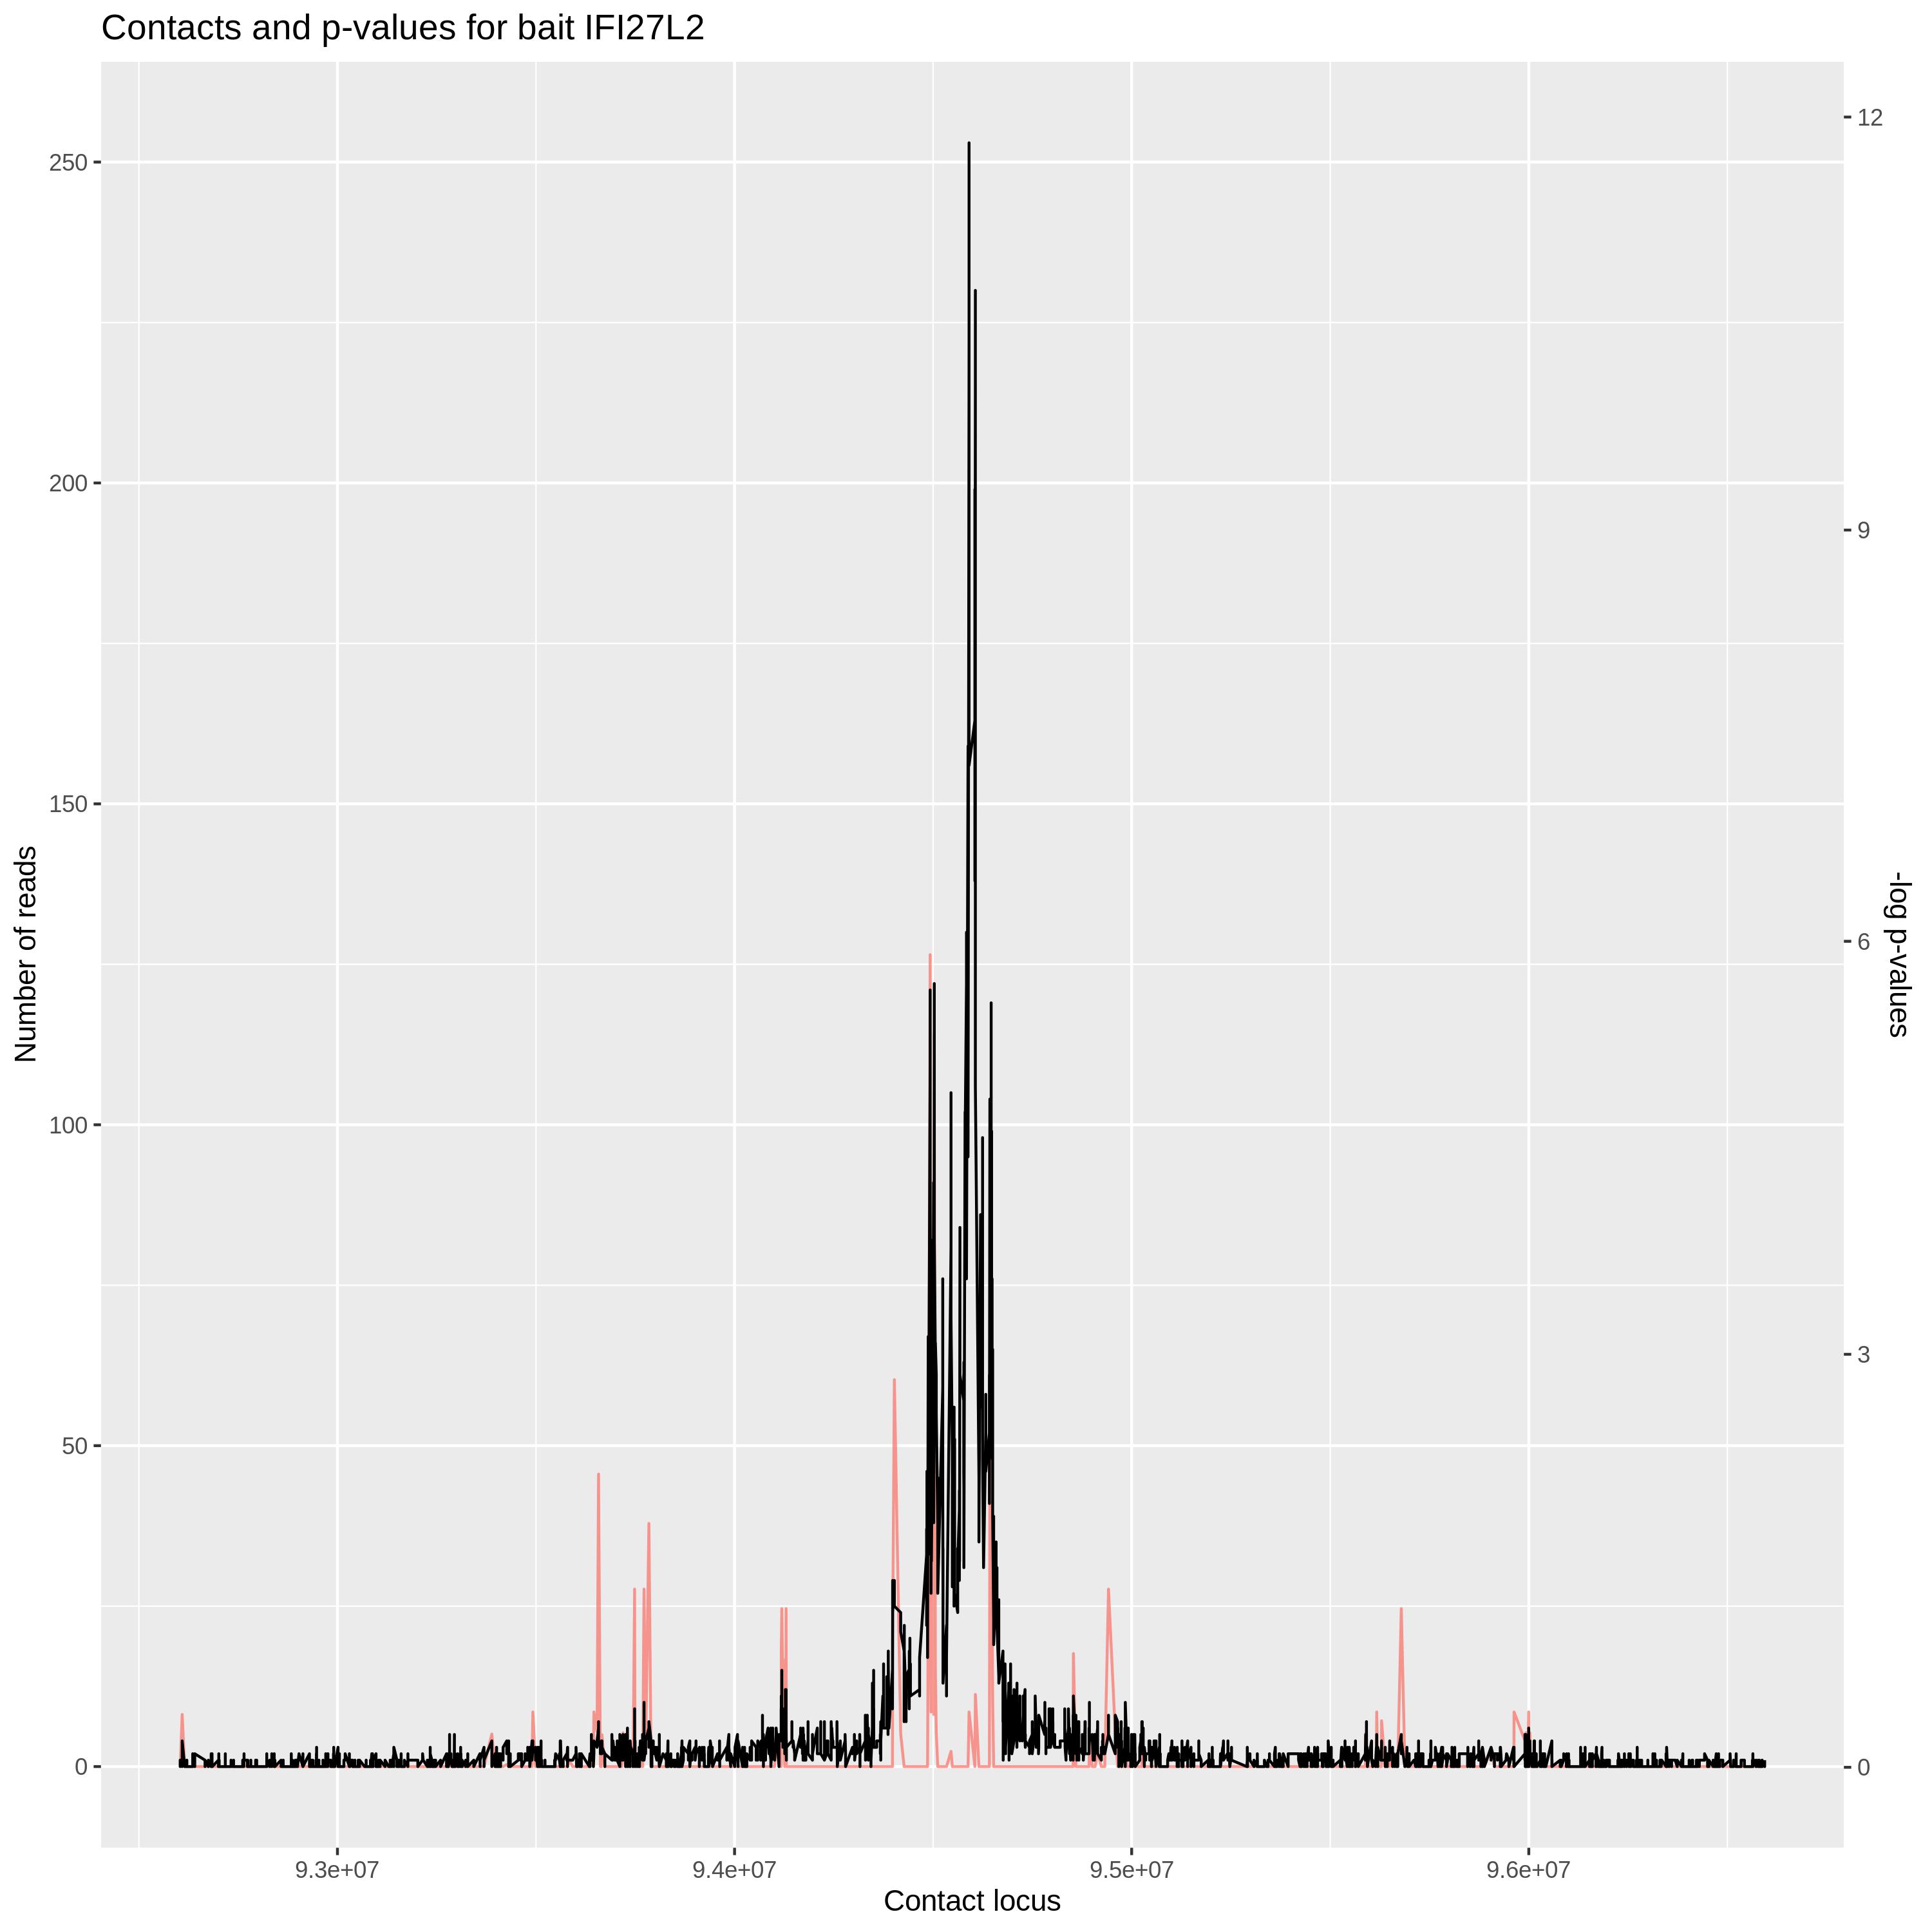 Contacts and p-values for bait IFI27L2
250
200
150
100
50
0
Number of reads
12
9
6
3
0
-log p-values
9.3e+07 9.4e+07 9.5e+07 9.6e+07
Contact locus